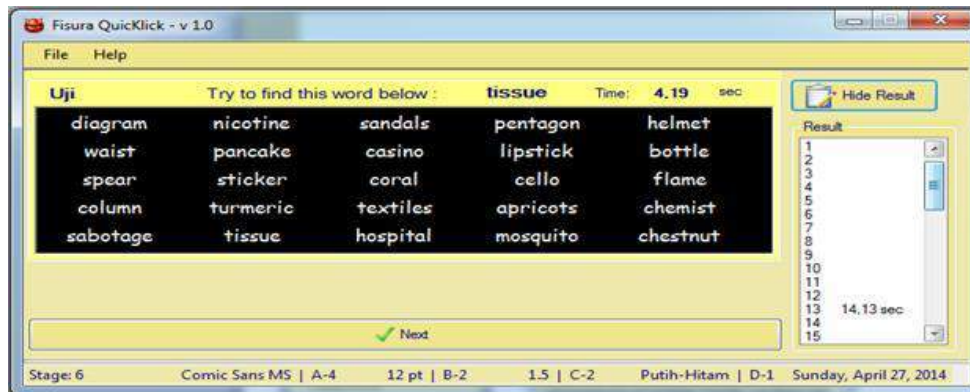 Fisura QuicKlick - v 1.0
File Help
Uji Try to find this word below : tissue Time: 4,19 sec
Hide Result
diagram nicotine sandals pentagon helmet
waist pancake casino lipstick bottle
spear sticker coral cello flame
column turmeric textiles apricots chemist
sabotage tissue hospital mosquito chestnut
Result
1
2
3
4
5
6
7
8
9
10
11
12
13 14,13 sec
14
15
Next
Stage: 6 Comic Sans MS | A-4 12 pt | B-2 1.5 | C-2 Putih-Hitam | D-1 Sunday, April 27, 2014